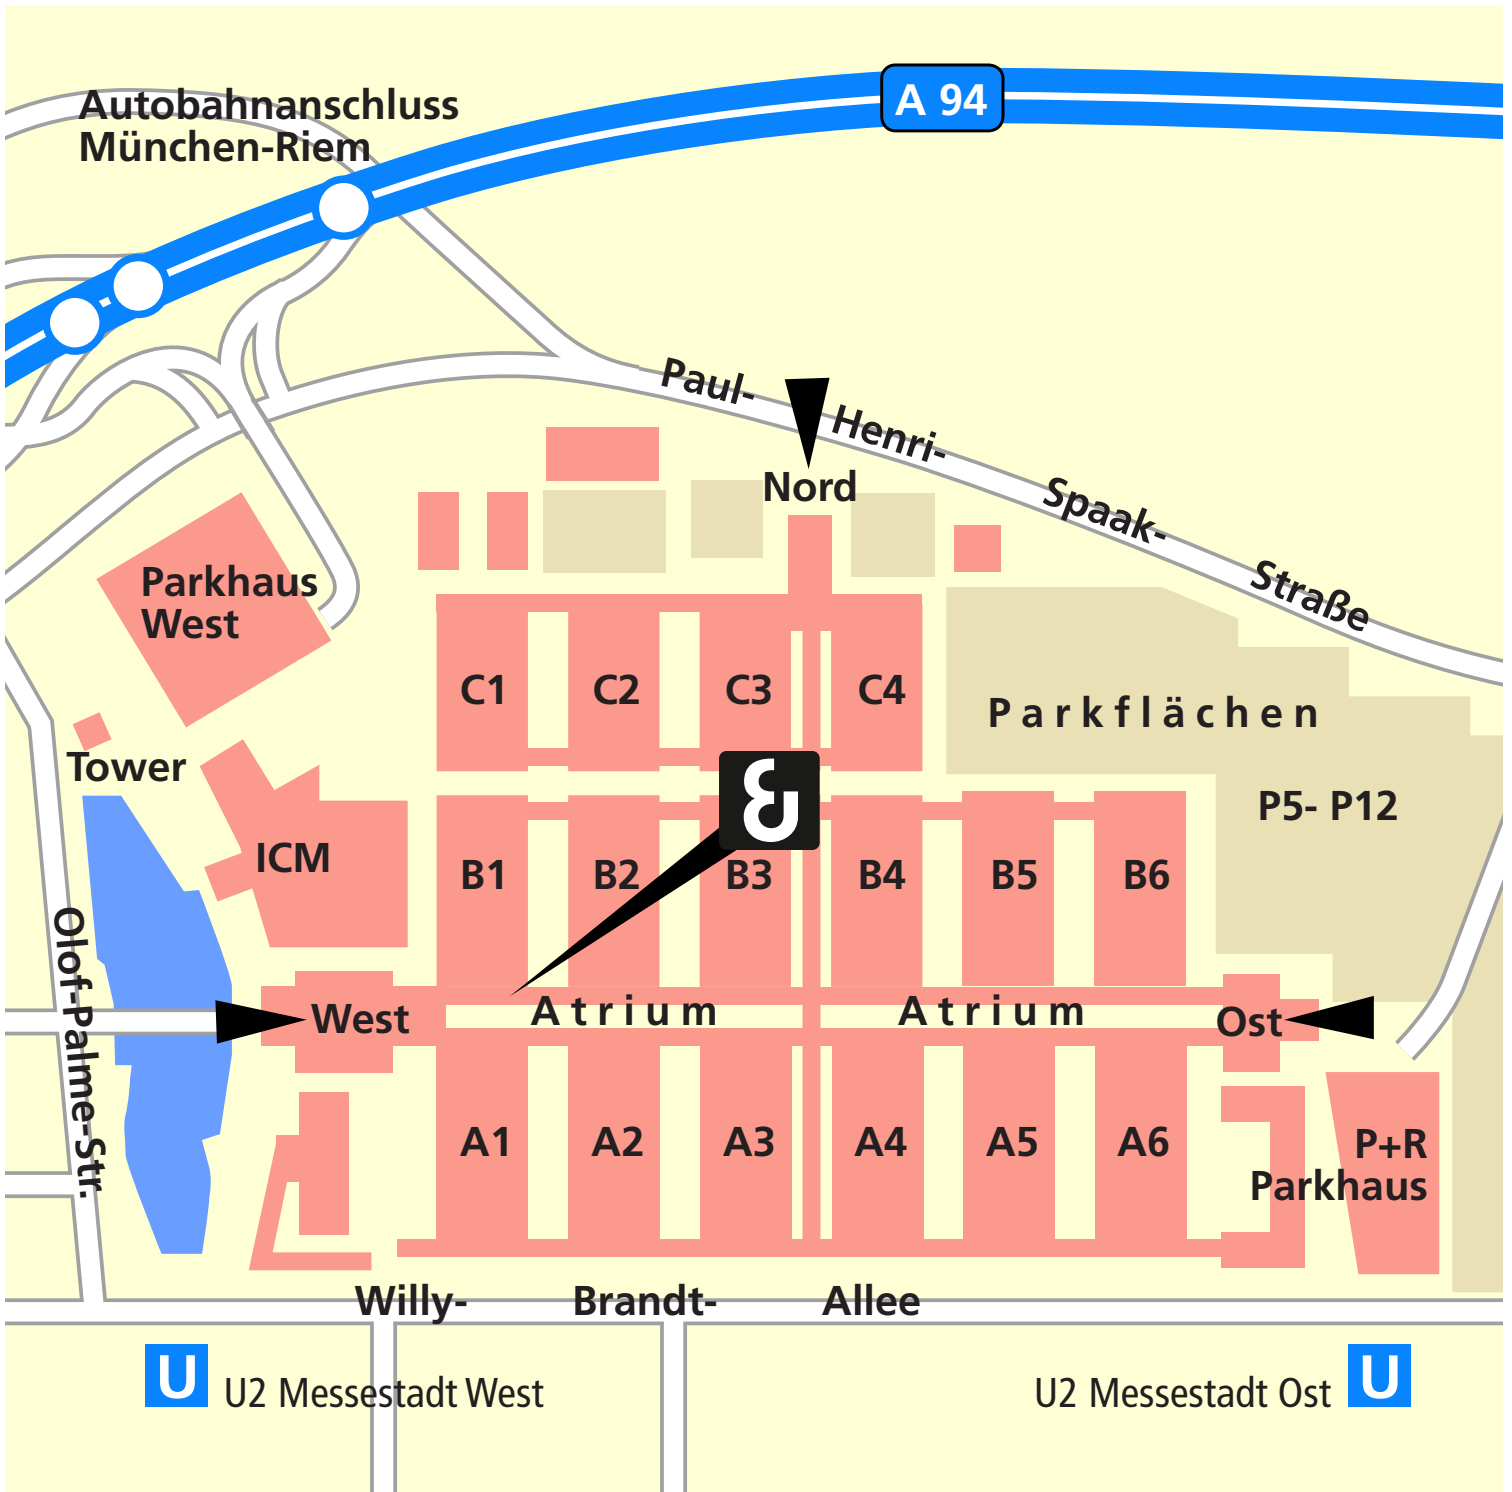 A 94
Autobahnanschluss
München-Riem
Paul-
Henri-
Spaak-
Straße
Nord
Parkhaus
West
C1 C2 C3 C4
Parkflächen
P5- P12
Tower
ICM
B1 B2 B3 B4 B5 B6
Olof-Palme-Str.
West
Atrium Atrium
Ost
A1 A2 A3 A4 A5 A6
P+R
Parkhaus
Willy- Brandt- Allee
U U2 Messestadt West
U2 Messestadt Ost U